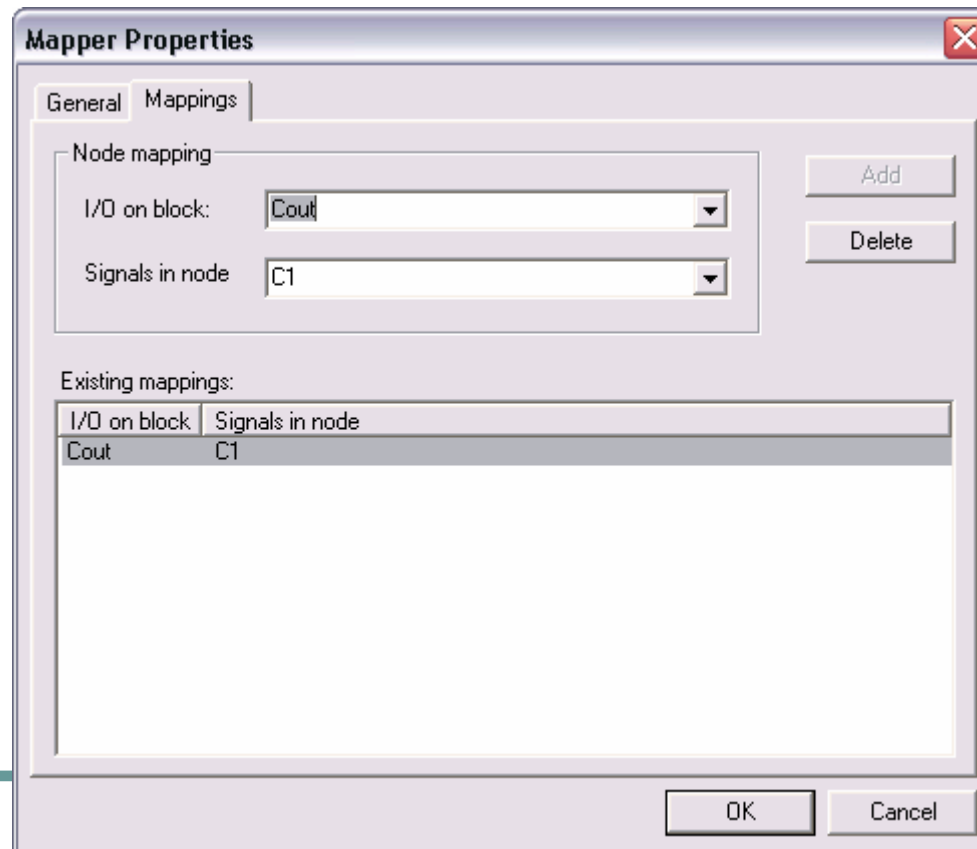 Mapper Properties
General Mappings
Node mapping
I/O on block: Cout
Signals in node C1
Add
Delete
Existing mappings:
I/O on block Signals in node
Cout C1
OK Cancel